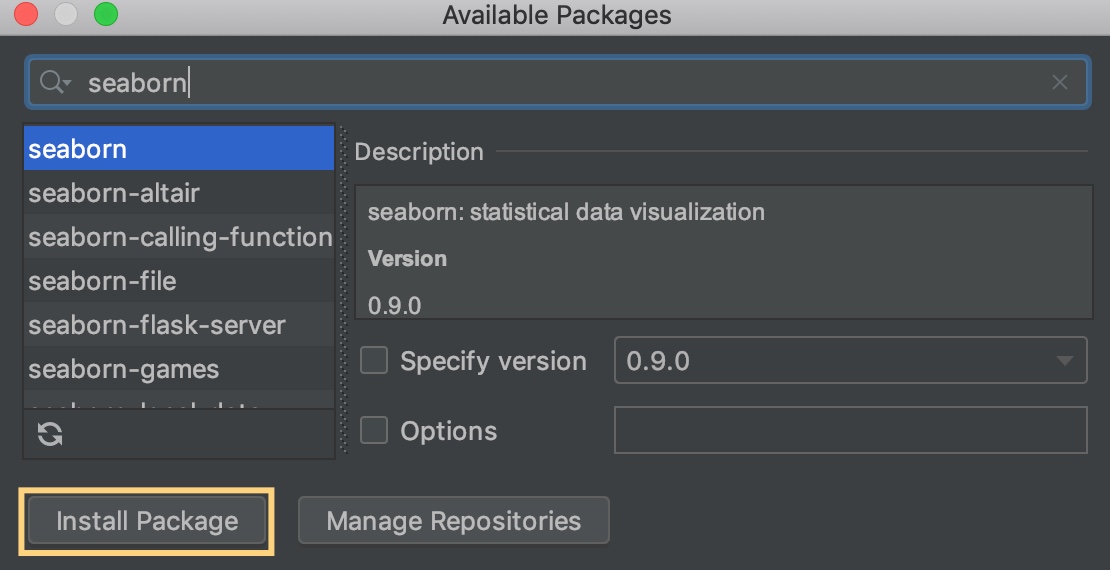 Available Packages
seaborn
seaborn
seaborn-altair
seaborn-calling-function
seaborn-file
seaborn-flask-server
seaborn-games
Description
seaborn: statistical data visualization
Version
0.9.0
Specify version
0.9.0
Options
Install Package
Manage Repositories